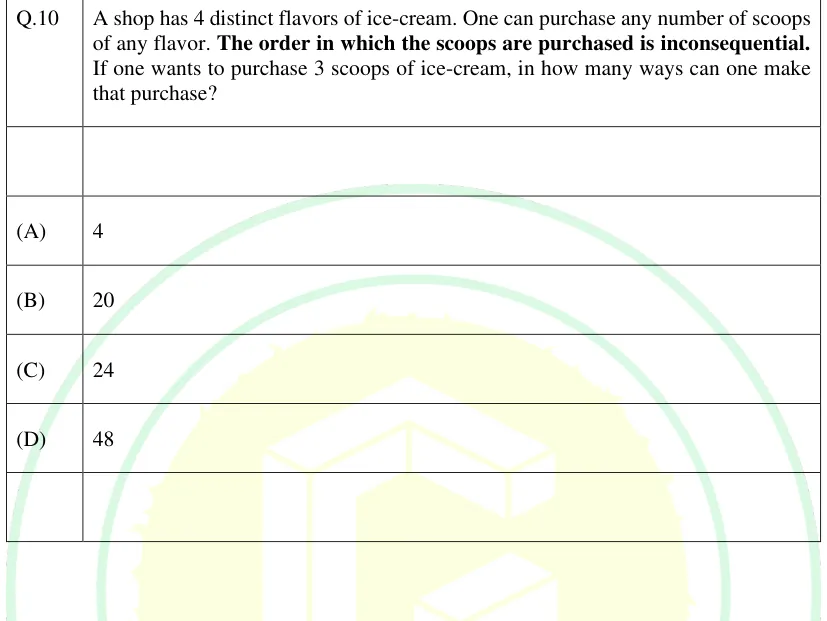 Q.10 A shop has 4 distinct flavors of ice-cream. One can purchase any number of scoops
of any flavor. The order in which the scoops are purchased is inconsequential.
If one wants to purchase 3 scoops of ice-cream, in how many ways can one make
that purchase?
(A) 4
(B) 20
(C) 24
(D) 48